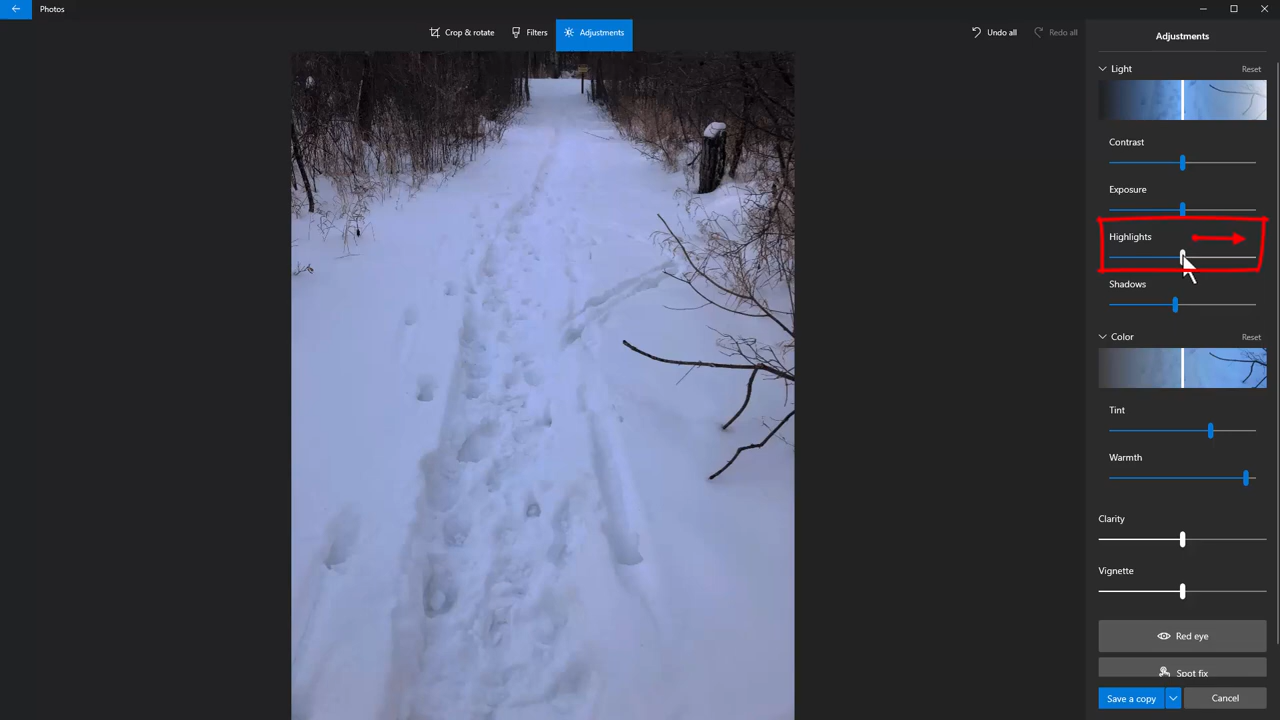 Photos
Crop & rotate
Filters
Adjustments
Undo all
Redo all
Adjustments
Light
Reset
Contrast
Exposure
Highlights
Shadows
Color
Reset
Tint
Warmth
Clarity
Vignette
Red eye
Spot fix
Save a copy
Cancel